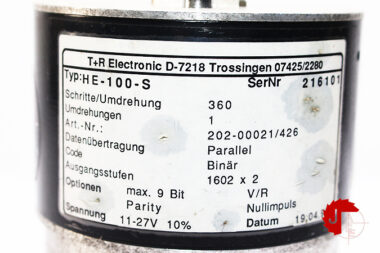 T+R Electronic D-7218 Trossingen 07425/2280
Typ:HE-100-S SerNr 216101
Schritte/Umdrehung 360
Umdrehungen 1
Art.-Nr.: 202-00021/426
Datenübertragung Parallel
Code Binär
Ausgangsstufen 1602 x 2
Optionen max. 9 Bit V/R
Parity Nullimpuls
Spannung 11-27V 10% Datum 19.04